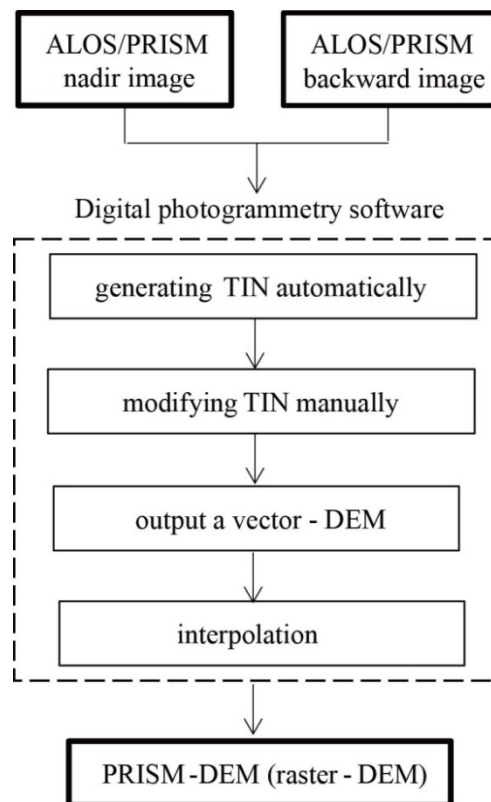 ALOS/PRISM
nadir image
ALOS/PRISM
backward image
Digital photogrammetry software
generating TIN automatically
modifying TIN manually
output a vector - DEM
interpolation
PRISM-DEM (raster - DEM)